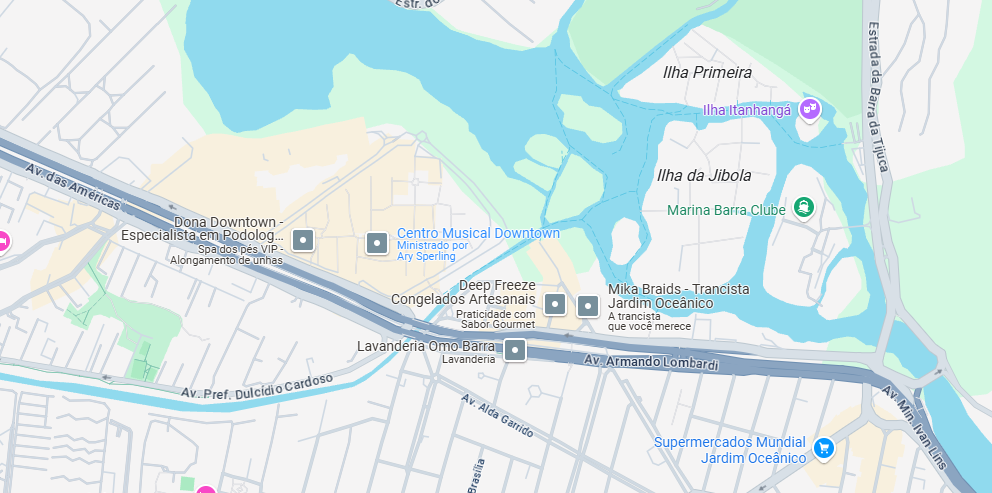 Estr. do
Ilha Primeira
Estrada da Barra da Tijuca
Ilha Itanhangá
Ilha da Jibola
Av. das Américas
Marina Barra Clube
Dona Downtown -
Especialista em Podolog...
Spa dos pés VIP -
Alongamento de unhas
Centro Musical Downtown
Ministrado por
Ary Sperling
Deep Freeze
Congelados Artesanais
Praticidade com
Sabor Gourmet
Mika Braids - Trancista
Jardim Oceânico
A trancista
que você merece
Lavanderia Omo Barra
Lavanderia
Av. Armando Lombardi
Av. Pref. Dulcídio Cardoso
Av. Min. Ivan Lins
Av. Alda Garrido
Supermercados Mundial
Jardim Oceânico
Brasília